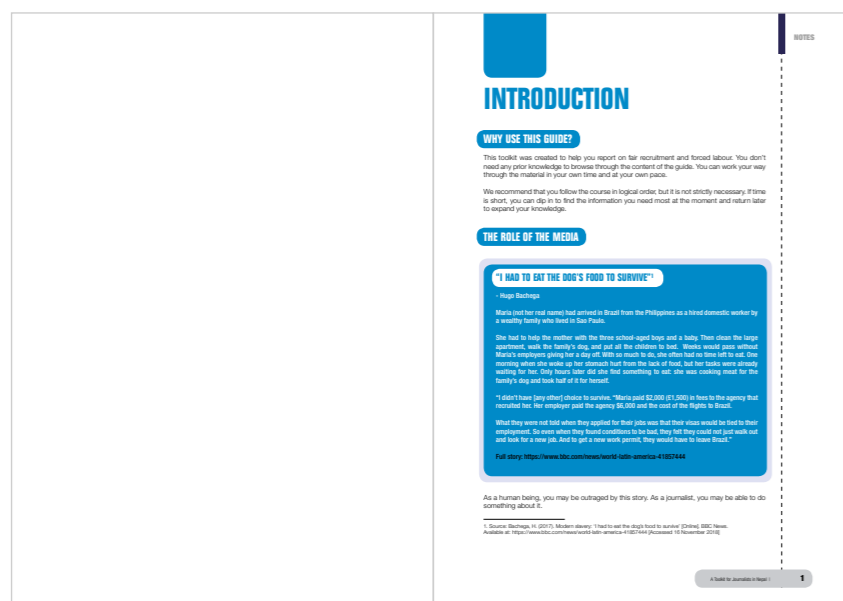 NOTES
INTRODUCTION
WHY USE THIS GUIDE?
This toolkit was created to help you report on fair recruitment and forced labour. You don't
need any prior knowledge to browse through the content of the guide. You can work your way
through the material in your own time and at your own pace.
We recommend that you follow the course in logical order, but it is not strictly necessary. If time
is short, you can dip in to find the information you need most at the moment and return later
to expand your knowledge.
THE ROLE OF THE MEDIA
"I HAD TO EAT THE DOG'S FOOD TO SURVIVE"1
- Hugo Bachega
Maria (not her real name) had arrived in Brazil from the Philippines as a hired domestic worker by
a wealthy family who lived in Sao Paulo.
She had to help the mother with the three school-aged boys and a baby. Then clean the large
apartment, walk the family's dog, and put all the children to bed. Weeks would pass without
Maria's employers giving her a day off. With so much to do, she often had no time left to eat. One
morning when she woke up her stomach hurt from the lack of food, but her tasks were already
waiting for her. Only hours later did she find something to eat: she was cooking meat for the
family's dog and took half of it for herself.
"I didn't have [any other] choice to survive. "Maria paid $2,000 (£1,500) in fees to the agency that
recruited her. Her employer paid the agency $6,000 and the cost of the flights to Brazil.
What they were not told when they applied for their jobs was that their visas would be tied to their
employment. So even when they found conditions to be bad, they felt they could not just walk out
and look for a new job. And to get a new work permit, they would have to leave Brazil."
Full story: https://www.bbc.com/news/world-latin-america-41857444
As a human being, you may be outraged by this story. As a journalist, you may be able to do
something about it.
1. Source: Bachega, H. (2017). Modern slavery: 'I had to eat the dog's food to survive' [Online]. BBC News.
Available at: https://www.bbc.com/news/world-latin-america-41857444 [Accessed 16 November 2019]
A Toolkit for Journalists in Nepal \ 1